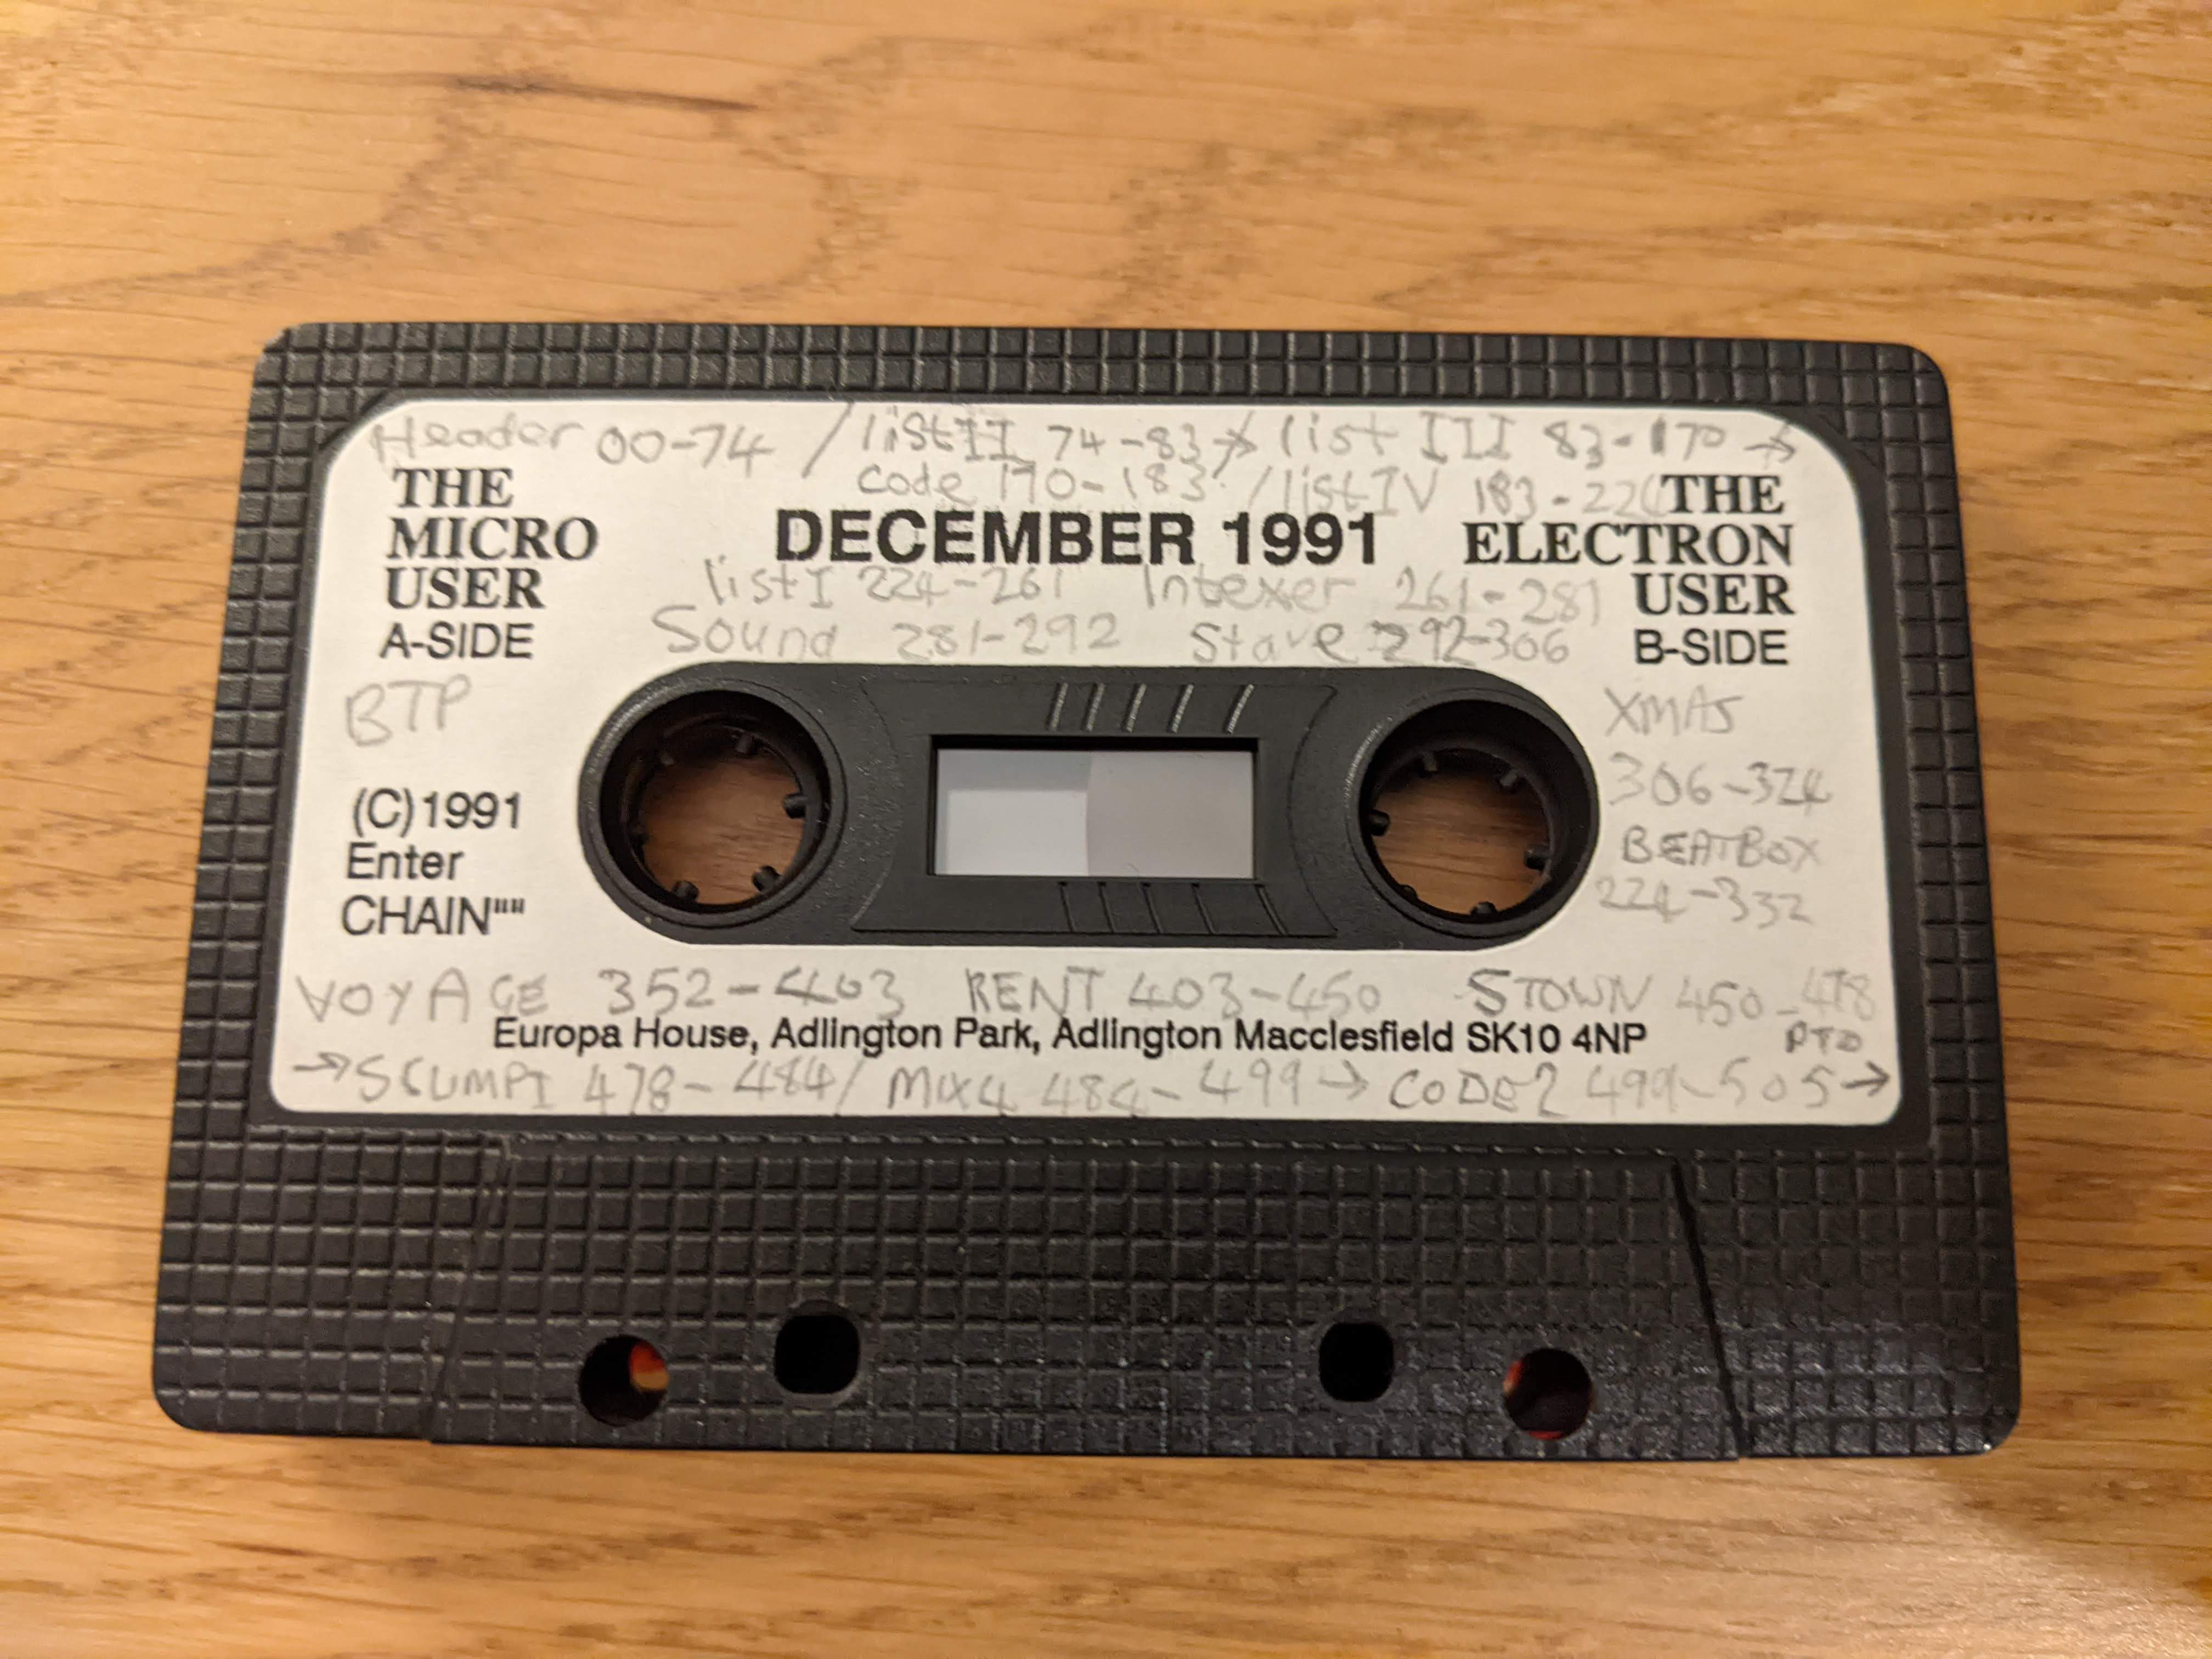 Header 00-74 / list II 74-83 → list III 83-170 →
code 170-183 / list IV 183-224
THE MICRO USER
A-SIDE
DECEMBER 1991
THE ELECTRON USER
B-SIDE
list I 224-261 Intexer 261-281
Sound 281-292 Stave 292-306
BTP
XMAS
306-324
BEATBOX
224-332
(C)1991
Enter
CHAIN""
VOYAGE 352-403 RENT 403-450 STOWN 450-478
Europa House, Adlington Park, Adlington Macclesfield SK10 4NP
PTO
→ SCUMPI 478-484 / MIX4 484-499 → CODE2 499-505 →